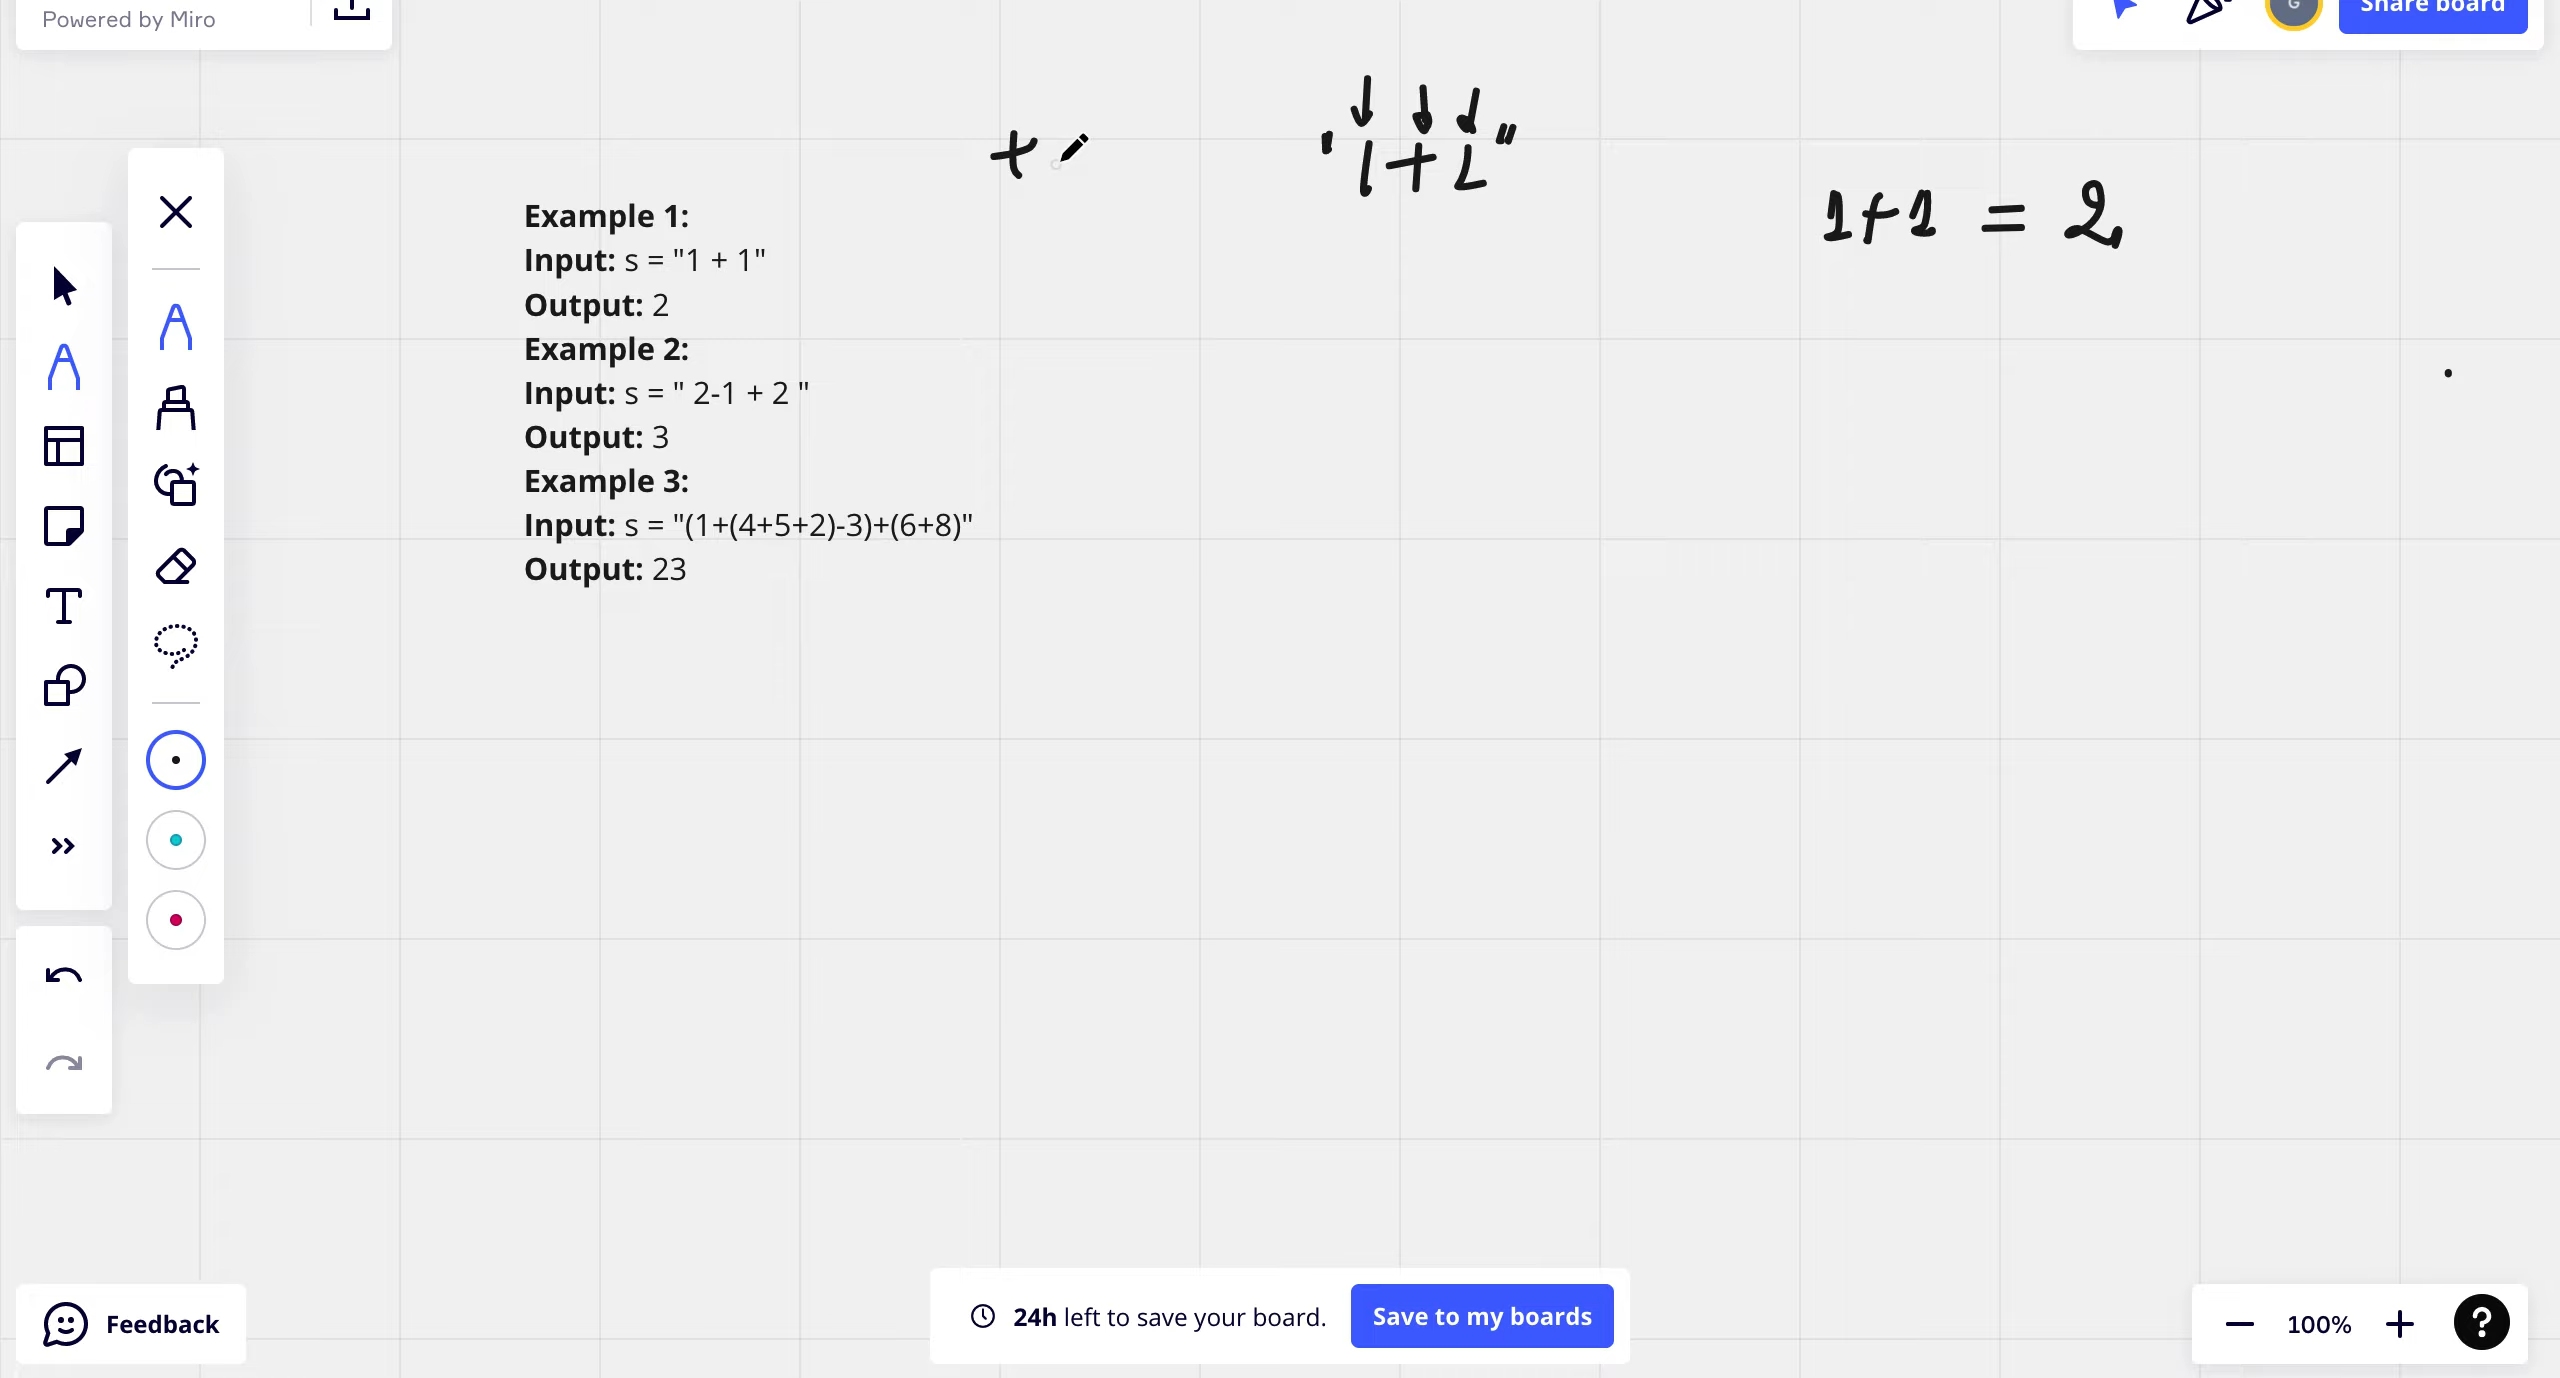 Powered by Miro
G
Share board
+
"1+1"
1+1 = 2
Example 1:
Input: s = "1 + 1"
Output: 2
Example 2:
Input: s = " 2-1 + 2 "
Output: 3
Example 3:
Input: s = "(1+(4+5+2)-3)+(6+8)"
Output: 23
Feedback
24h left to save your board.
Save to my boards
100%
?